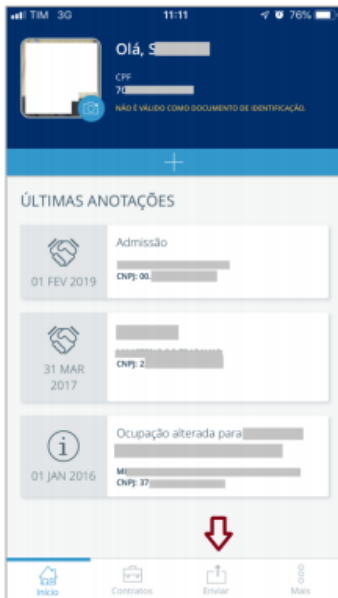 TIM 3G 11:11 76%
Olá, S
CPF
70
NÃO É VÁLIDO COMO DOCUMENTO DE IDENTIFICAÇÃO.
+
ÚLTIMAS ANOTAÇÕES
Admissão
CNPJ: 00.
01 FEV 2019
CNPJ: 2
31 MAR
2017
Ocupação alterada para
MI
CNPJ: 37
01 JAN 2016
Início Contratos Enviar Mais